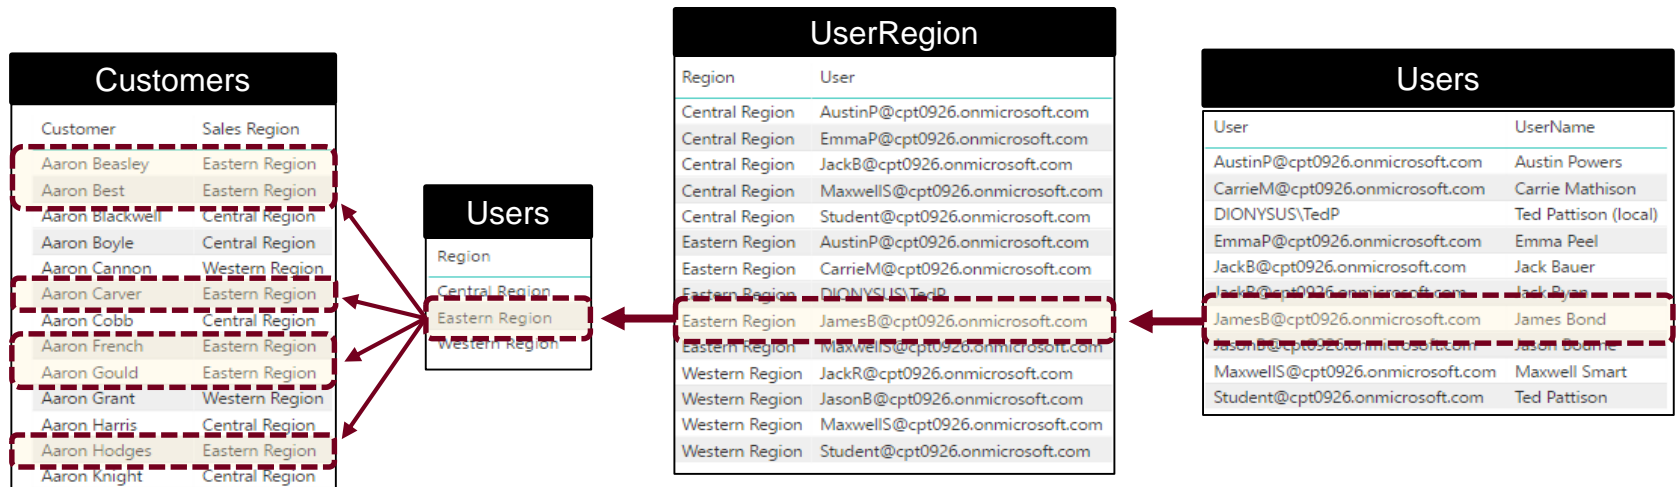 Customers
Customer Sales Region
Aaron Beasley Eastern Region
Aaron Best Eastern Region
Aaron Blackwell Central Region
Aaron Boyle Central Region
Aaron Cannon Western Region
Aaron Carver Eastern Region
Aaron Cobb Central Region
Aaron French Eastern Region
Aaron Gould Eastern Region
Aaron Grant Western Region
Aaron Harris Central Region
Aaron Hodges Eastern Region
Aaron Knight Central Region
Users
Region
Central Region
Eastern Region
Western Region
UserRegion
Region User
Central Region AustinP@cpt0926.onmicrosoft.com
Central Region EmmaP@cpt0926.onmicrosoft.com
Central Region JackB@cpt0926.onmicrosoft.com
Central Region MaxwellS@cpt0926.onmicrosoft.com
Central Region Student@cpt0926.onmicrosoft.com
Eastern Region AustinP@cpt0926.onmicrosoft.com
Eastern Region CarrieM@cpt0926.onmicrosoft.com
Eastern Region DIONYSUS\TedP
Eastern Region JamesB@cpt0926.onmicrosoft.com
Eastern Region MaxwellS@cpt0926.onmicrosoft.com
Western Region JackR@cpt0926.onmicrosoft.com
Western Region JasonB@cpt0926.onmicrosoft.com
Western Region MaxwellS@cpt0926.onmicrosoft.com
Western Region Student@cpt0926.onmicrosoft.com
Users
User UserName
AustinP@cpt0926.onmicrosoft.com Austin Powers
CarrieM@cpt0926.onmicrosoft.com Carrie Mathison
DIONYSUS\TedP Ted Pattison (local)
EmmaP@cpt0926.onmicrosoft.com Emma Peel
JackB@cpt0926.onmicrosoft.com Jack Bauer
JackR@cpt0926.onmicrosoft.com Jack Ryan
JamesB@cpt0926.onmicrosoft.com James Bond
JasonB@cpt0926.onmicrosoft.com Jason Bourne
MaxwellS@cpt0926.onmicrosoft.com Maxwell Smart
Student@cpt0926.onmicrosoft.com Ted Pattison